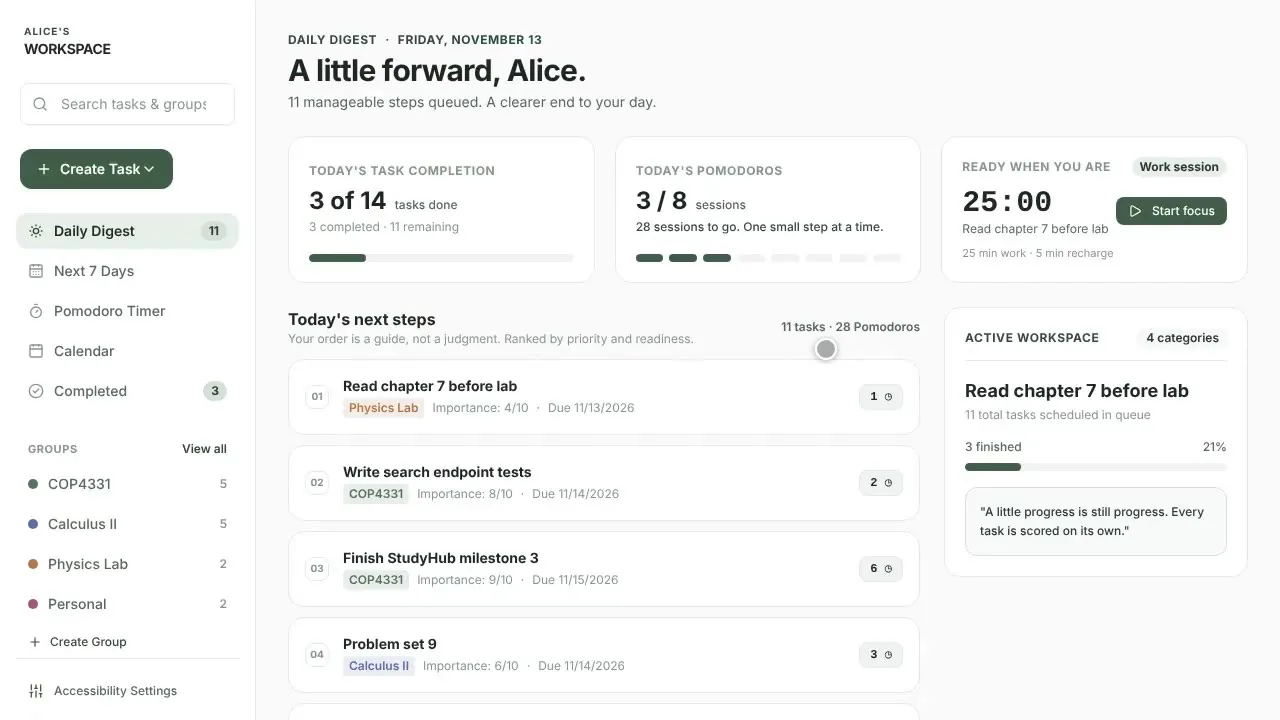 ALICE'S
WORKSPACE
Search tasks & groups
+ Create Task
Daily Digest 11
Next 7 Days
Pomodoro Timer
Calendar
Completed 3
GROUPS View all
COP4331 5
Calculus II 5
Physics Lab 2
Personal 2
+ Create Group
Accessibility Settings
DAILY DIGEST · FRIDAY, NOVEMBER 13
A little forward, Alice.
11 manageable steps queued. A clearer end to your day.
TODAY'S TASK COMPLETION
3 of 14 tasks done
3 completed · 11 remaining
TODAY'S POMODOROS
3 / 8 sessions
28 sessions to go. One small step at a time.
READY WHEN YOU ARE Work session
25:00
Start focus
Read chapter 7 before lab
25 min work · 5 min recharge
Today's next steps
Your order is a guide, not a judgment. Ranked by priority and readiness.
11 tasks · 28 Pomodoros
01 Read chapter 7 before lab
Physics Lab Importance: 4/10 · Due 11/13/2026
1
02 Write search endpoint tests
COP4331 Importance: 8/10 · Due 11/14/2026
2
03 Finish StudyHub milestone 3
COP4331 Importance: 9/10 · Due 11/15/2026
6
04 Problem set 9
Calculus II Importance: 6/10 · Due 11/14/2026
3
ACTIVE WORKSPACE 4 categories
Read chapter 7 before lab
11 total tasks scheduled in queue
3 finished 21%
"A little progress is still progress. Every
task is scored on its own."